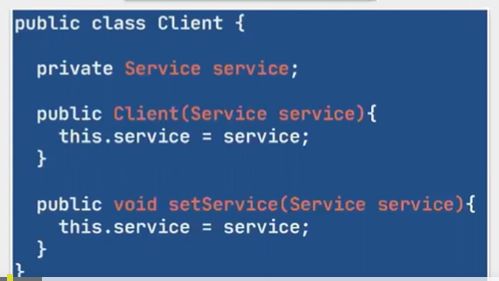 public class Client {
private Service service;
public Client(Service service){
this.service = service;
}
public void setService(Service service){
this.service = service;
}
}